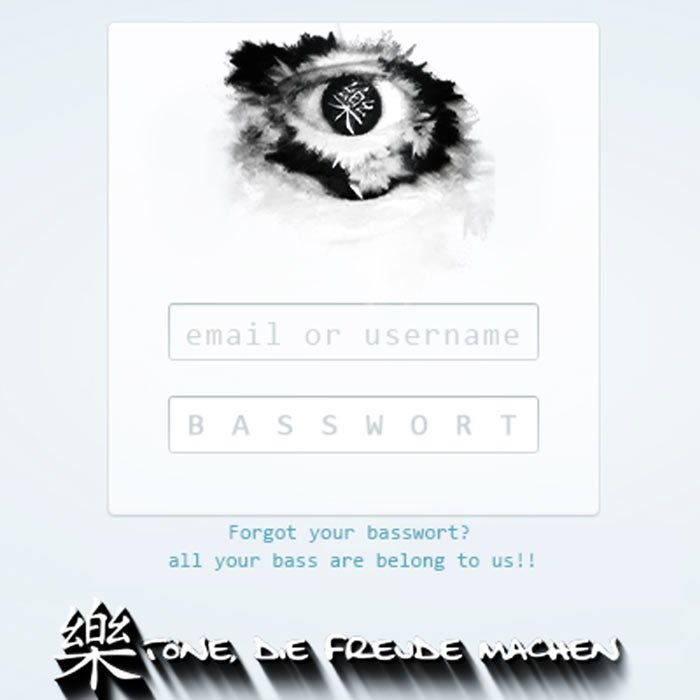 樂
email or username
BASSWORT
Forgot your basswort?
all your bass are belong to us!!
樂 TÖNE, DIE FREUDE MACHEN